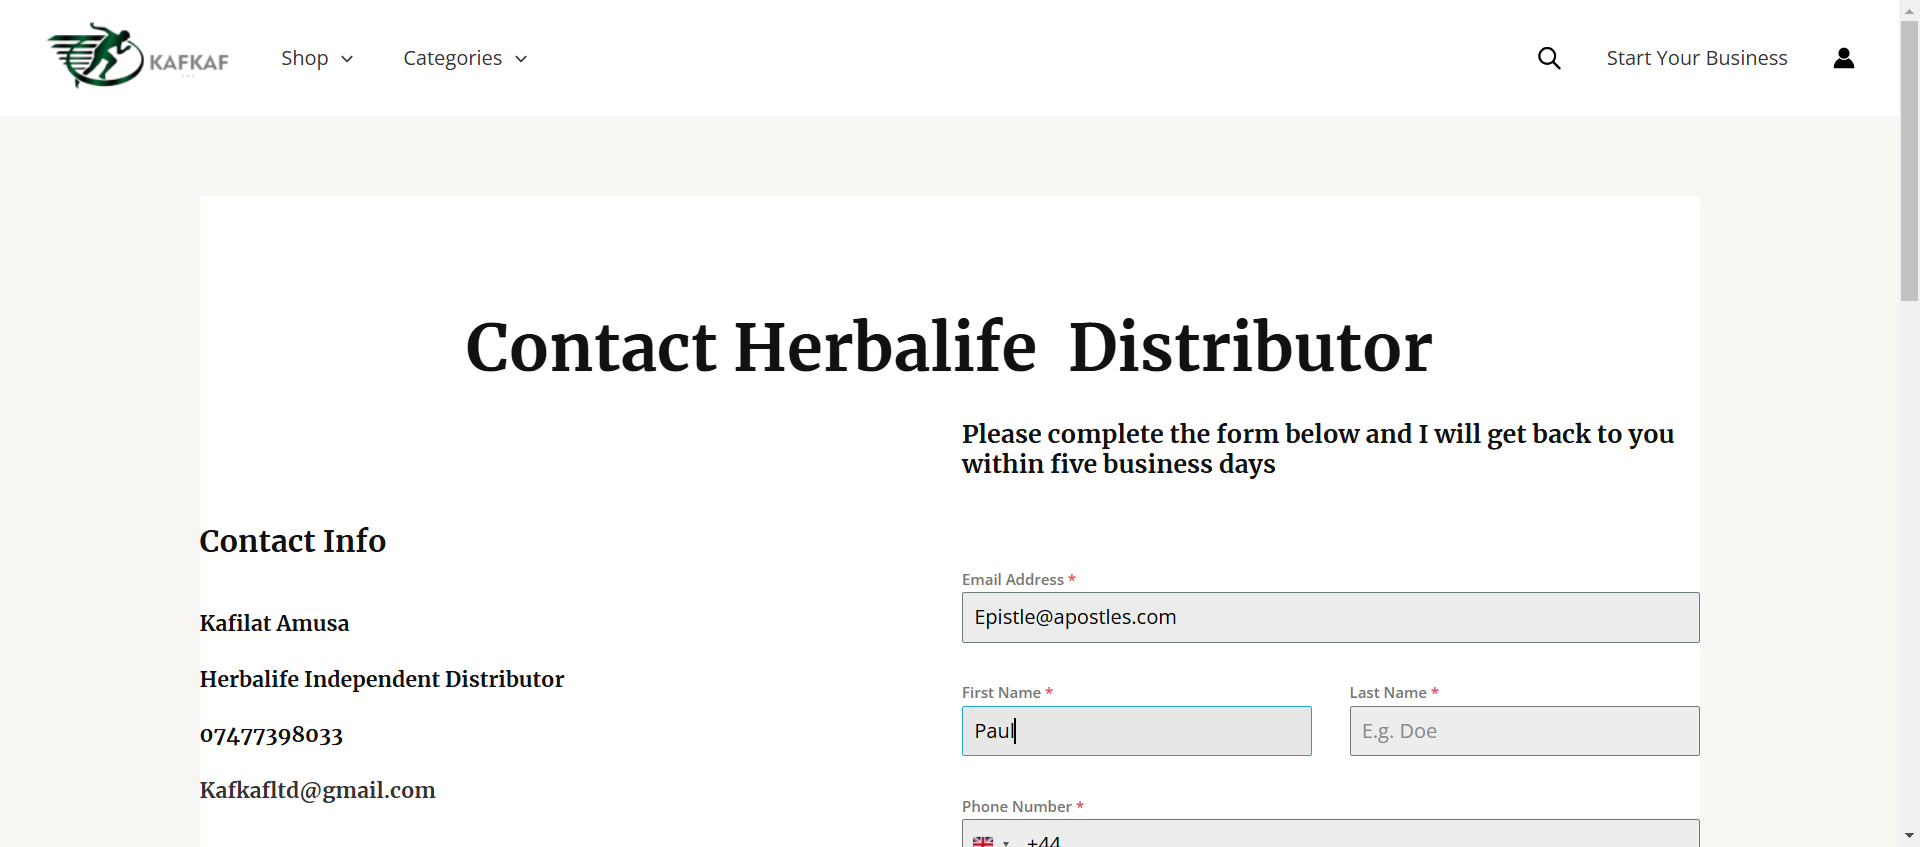 KAFKAF
Shop
Categories
Start Your Business
Contact Herbalife  Distributor
Please complete the form below and I will get back to you
within five business days
Contact Info
Kafilat Amusa
Herbalife Independent Distributor
07477398033
Kafkafltd@gmail.com
Email Address *
Epistle@apostles.com
First Name *
Paul
Last Name *
E.g. Doe
Phone Number *
+44